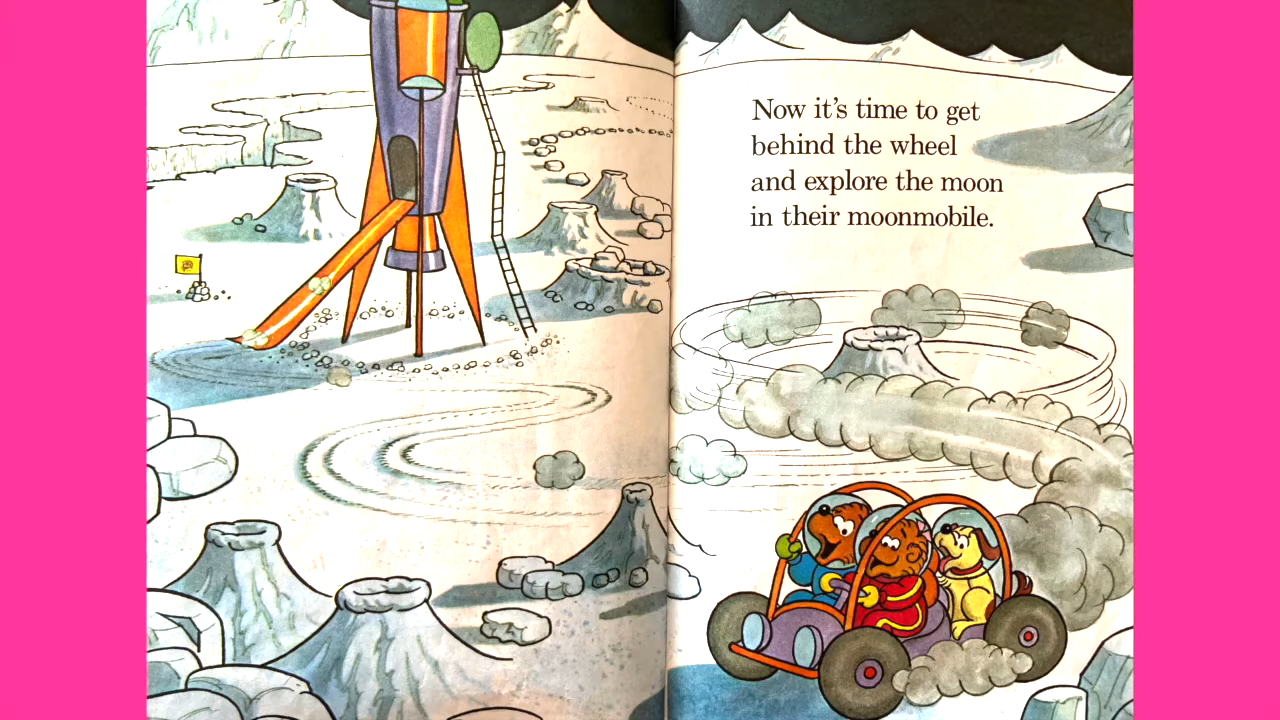 Now it's time to get
behind the wheel
and explore the moon
in their moonmobile.